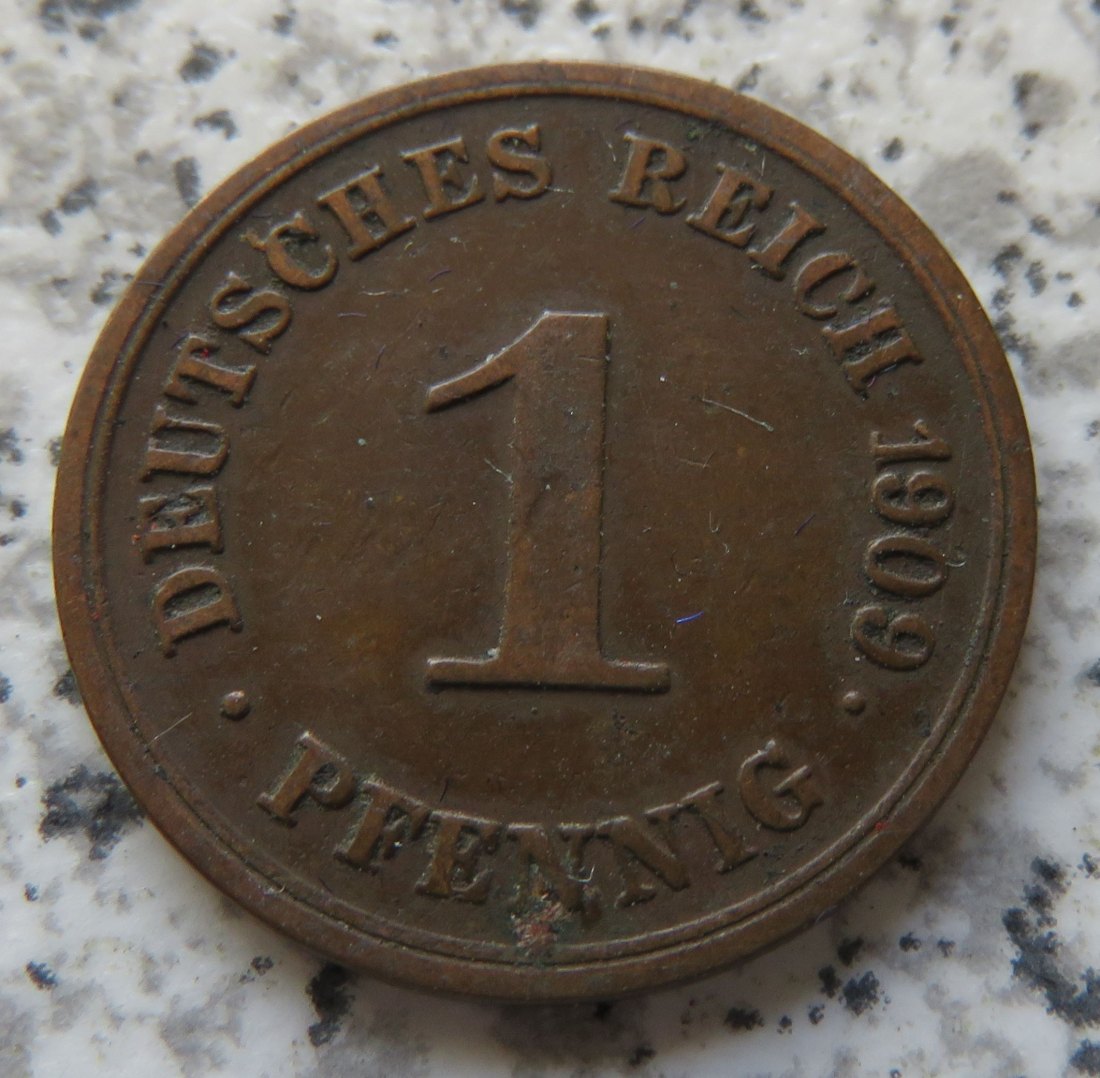 DEUTSCHES REICH 1909
1
· PFENNIG ·